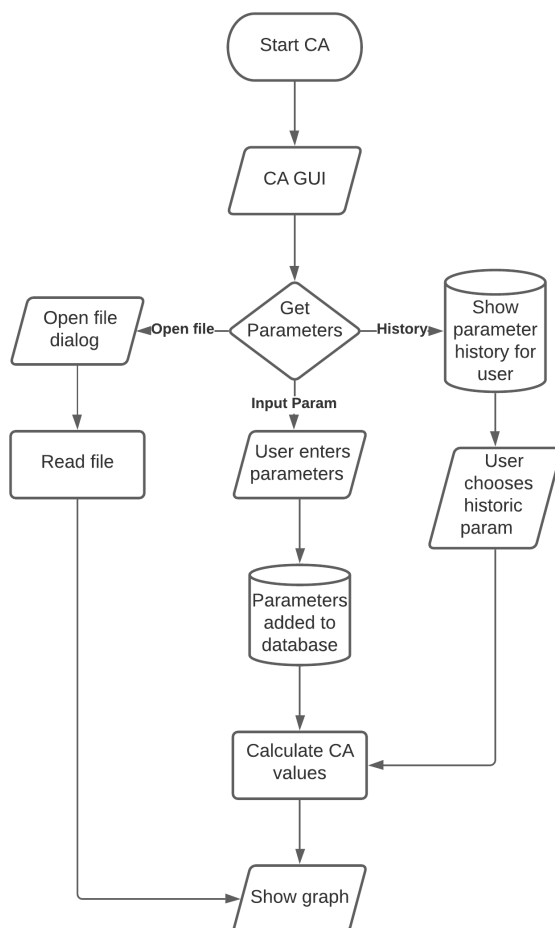 Start CA
CA GUI
Get
Parameters
Open file
History
Input Param
Open file
dialog
Show
parameter
history for
user
Read file
User enters
parameters
User
chooses
historic
param
Parameters
added to
database
Calculate CA
values
Show graph